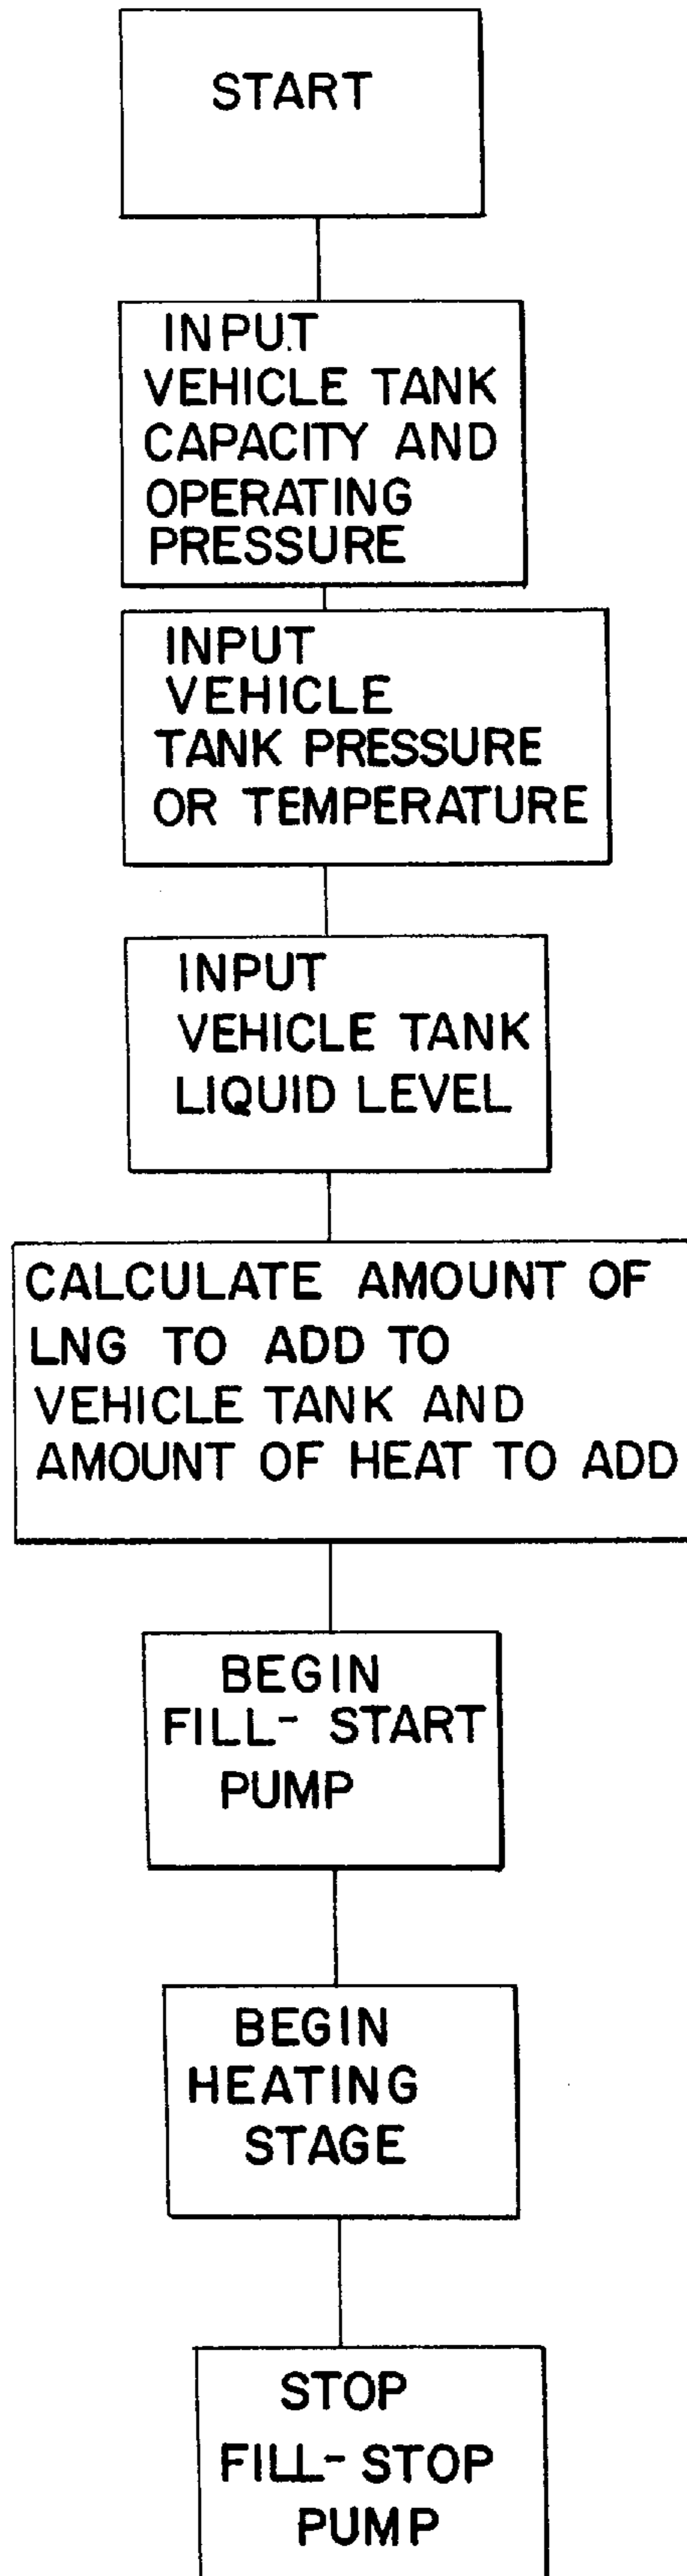 START
INPUT
VEHICLE TANK
CAPACITY AND
OPERATING
PRESSURE
INPUT
VEHICLE
TANK PRESSURE
OR TEMPERATURE
INPUT
VEHICLE TANK
LIQUID LEVEL
CALCULATE AMOUNT OF
LNG TO ADD TO
VEHICLE TANK AND
AMOUNT OF HEAT TO ADD
BEGIN
FILL- START
PUMP
BEGIN
HEATING
STAGE
STOP
FILL- STOP
PUMP